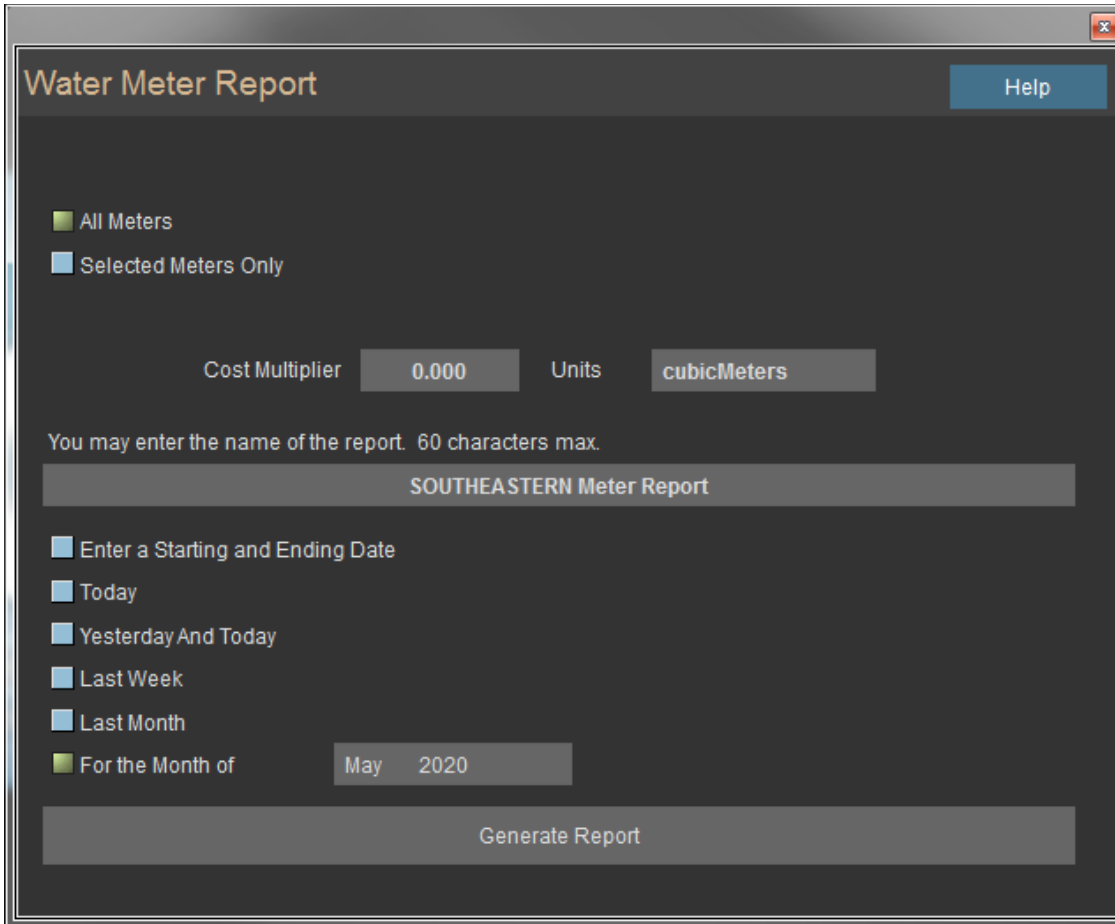 Water Meter Report
Help
All Meters
Selected Meters Only
Cost Multiplier 0.000 Units cubicMeters
You may enter the name of the report. 60 characters max.
SOUTHEASTERN Meter Report
Enter a Starting and Ending Date
Today
Yesterday And Today
Last Week
Last Month
For the Month of May 2020
Generate Report